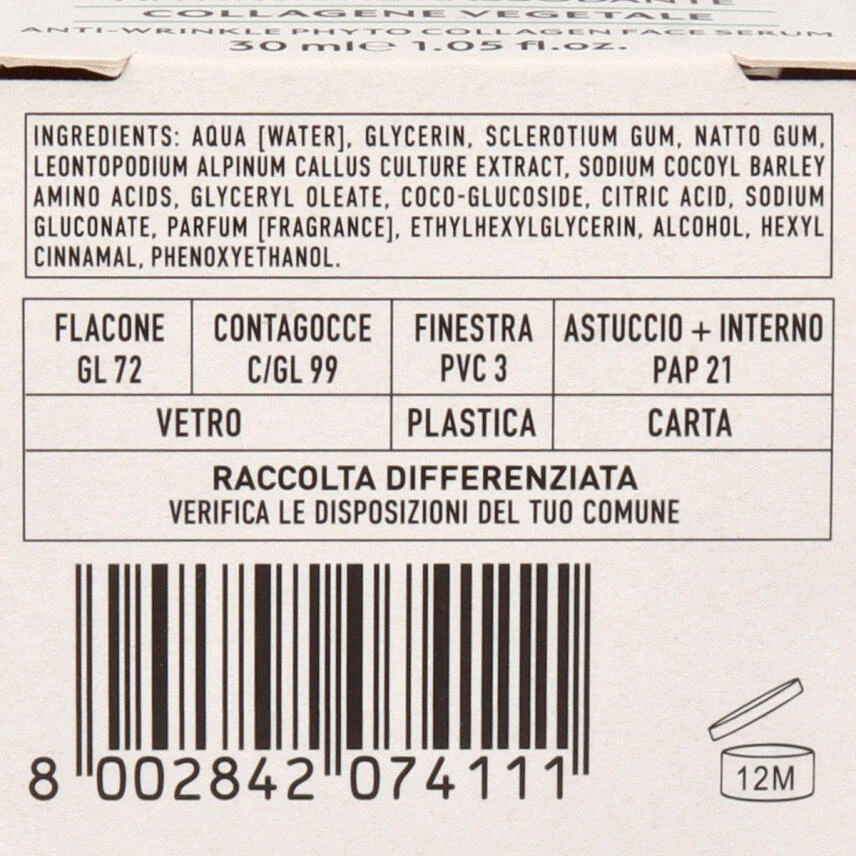 COLLAGENE VEGETALE
ANTI-WRINKLE PHYTO COLLAGEN FACE SERUM
30 ml℮ 1.05 fl.oz.
INGREDIENTS: AQUA [WATER], GLYCERIN, SCLEROTIUM GUM, NATTO GUM,
LEONTOPODIUM ALPINUM CALLUS CULTURE EXTRACT, SODIUM COCOYL BARLEY
AMINO ACIDS, GLYCERYL OLEATE, COCO-GLUCOSIDE, CITRIC ACID, SODIUM
GLUCONATE, PARFUM [FRAGRANCE], ETHYLHEXYLGLYCERIN, ALCOHOL, HEXYL
CINNAMAL, PHENOXYETHANOL.
FLACONE CONTAGOCCE FINESTRA ASTUCCIO + INTERNO
GL 72 C/GL 99 PVC 3 PAP 21
VETRO PLASTICA CARTA
RACCOLTA DIFFERENZIATA
VERIFICA LE DISPOSIZIONI DEL TUO COMUNE
8 002842 074111
12M